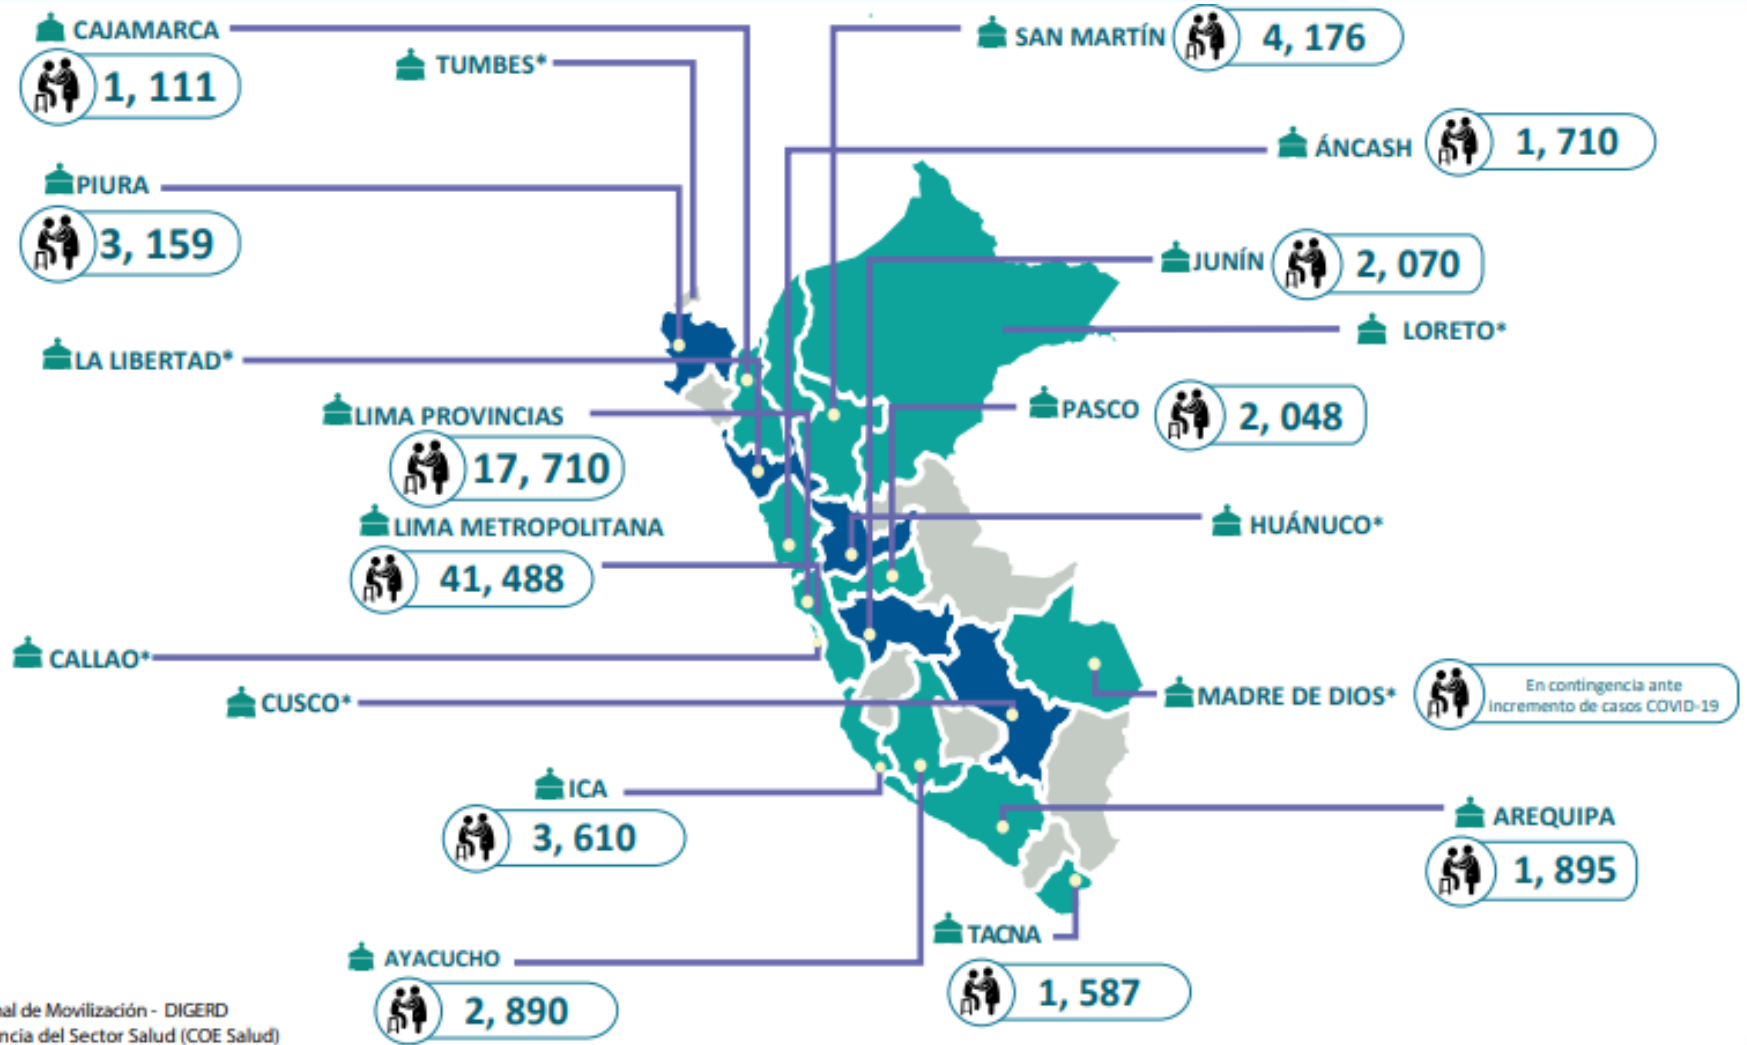 CAJAMARCA
1, 111
TUMBES*
SAN MARTÍN
4, 176
ÁNCASH
1, 710
PIURA
3, 159
JUNÍN
2, 070
LORETO*
LA LIBERTAD*
LIMA PROVINCIAS
17, 710
PASCO
2, 048
LIMA METROPOLITANA
41, 488
HUÁNUCO*
CALLAO*
CUSCO*
MADRE DE DIOS*
En contingencia ante
incremento de casos COVID-19
ICA
3, 610
AREQUIPA
1, 895
TACNA
1, 587
AYACUCHO
2, 890
de Movilización - DIGERD
del Sector Salud (COE Salud)